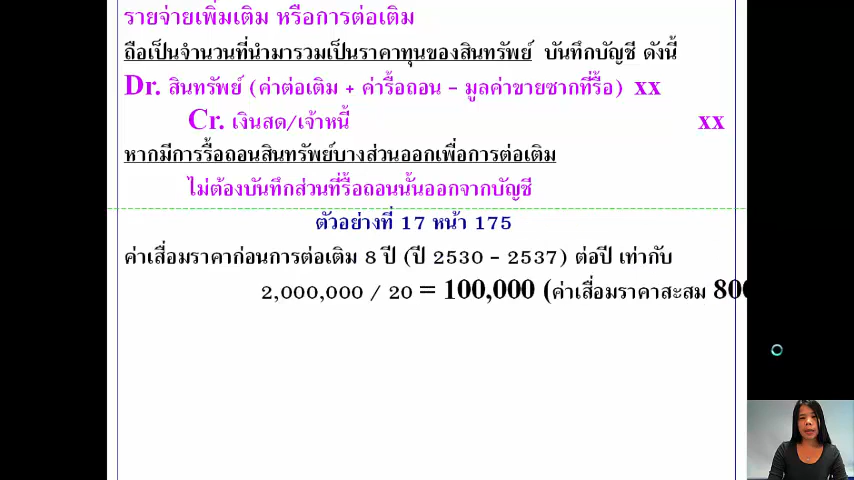 รายจ่ายเพิ่มเติม หรือการต่อเติม
ถือเป็นจำนวนที่นำมารวมเป็นราคาทุนของสินทรัพย์ บันทึกบัญชี ดังนี้
Dr. สินทรัพย์ (ค่าต่อเติม + ค่ารื้อถอน - มูลค่าขายซากที่รื้อ) xx
Cr. เงินสด/เจ้าหนี้ xx
หากมีการรื้อถอนสินทรัพย์บางส่วนออกเพื่อการต่อเติม
ไม่ต้องบันทึกส่วนที่รื้อถอนนั้นออกจากบัญชี
ตัวอย่างที่ 17 หน้า 175
ค่าเสื่อมราคาก่อนการต่อเติม 8 ปี (ปี 2530 - 2537) ต่อปี เท่ากับ
2,000,000 / 20 = 100,000 (ค่าเสื่อมราคาสะสม 800